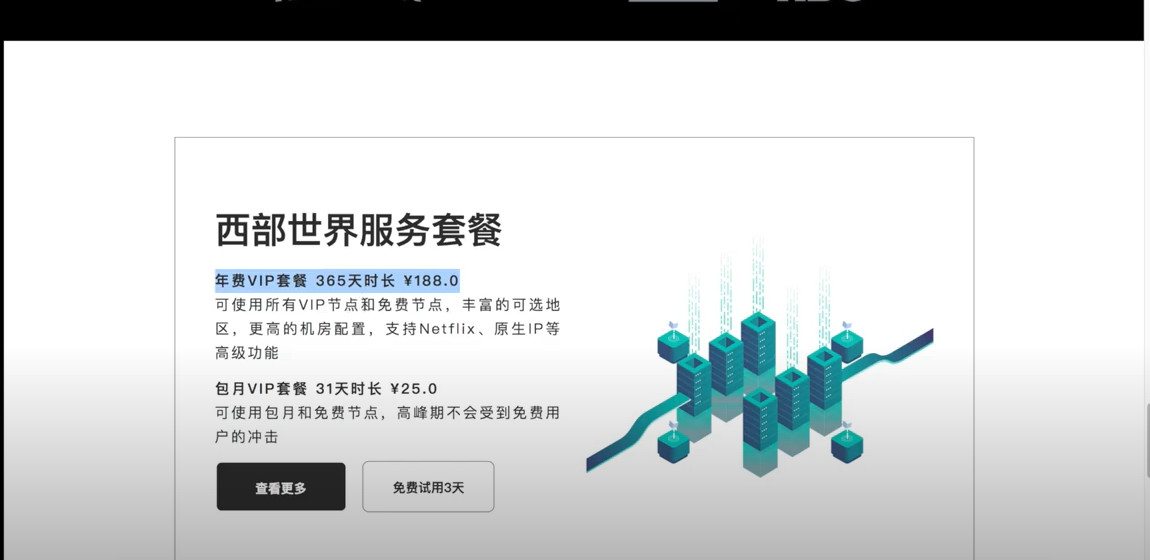 西部世界服务套餐
年费VIP套餐 365天时长 ¥188.0
可使用所有VIP节点和免费节点，丰富的可选地
区，更高的机房配置，支持Netflix、原生IP等
高级功能
包月VIP套餐 31天时长 ¥25.0
可使用包月和免费节点，高峰期不会受到免费用
户的冲击
查看更多 免费试用3天